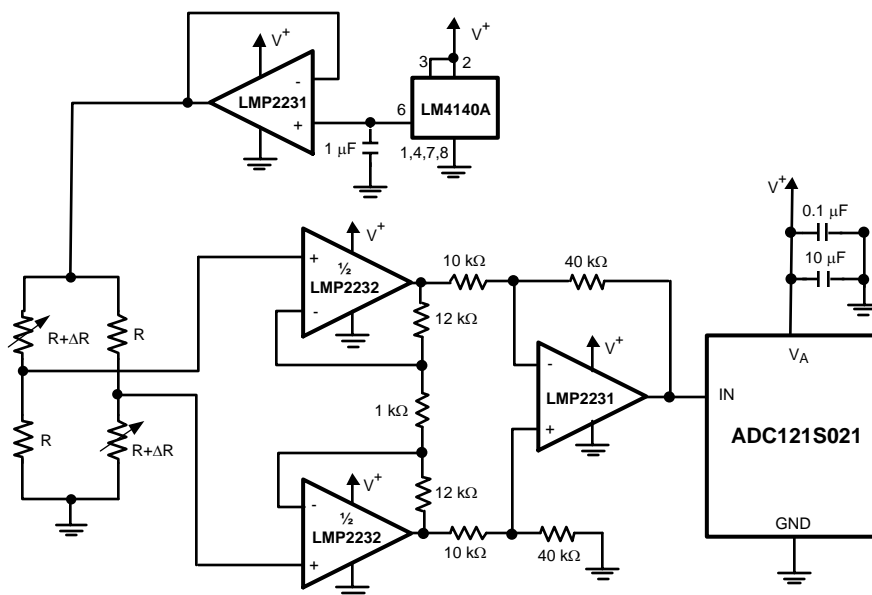 V+
3
2
V+
-
LMP2231
+
6
LM4140A
1 µF
1,4,7,8
V+
0.1 µF
10 µF
+
½
LMP2232
-
V+
10 kΩ
40 kΩ
12 kΩ
R+ΔR
R
V+
-
LMP2231
+
1 kΩ
VA
IN
ADC121S021
GND
R
R+ΔR
V+
-
½
LMP2232
+
12 kΩ
10 kΩ
40 kΩ